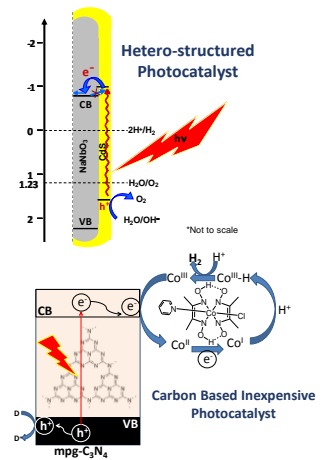 Hetero-structured
Photocatalyst
-2
-1
0
1
1.23
2
e⁻
CB
NaNbO₃
CdS
VB
h⁺
hν
2H⁺/H₂
H₂O/O₂
O₂
H₂O/OH⁻
*Not to scale
H₂
H⁺
Coᴵᴵᴵ
Coᴵᴵᴵ-H
H⁺
O
H
O
N
N
Co
Cl
N
N
N
O
H
O
Coᴵᴵ
Coᴵ
e⁻
CB
e⁻
e⁻
Carbon Based Inexpensive
Photocatalyst
D
D
h⁺
h⁺
VB
mpg-C₃N₄